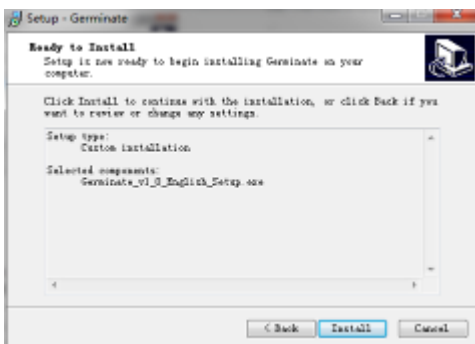 Setup - Germinate
Ready to Install
Setup is now ready to begin installing Germinate on your
computer.
Click Install to continue with the installation, or click Back if you
want to review or change any settings.
Setup type:
Custom installation
Selected components:
Germinate_v1_0_English_Setup.exe
< Back
Install
Cancel